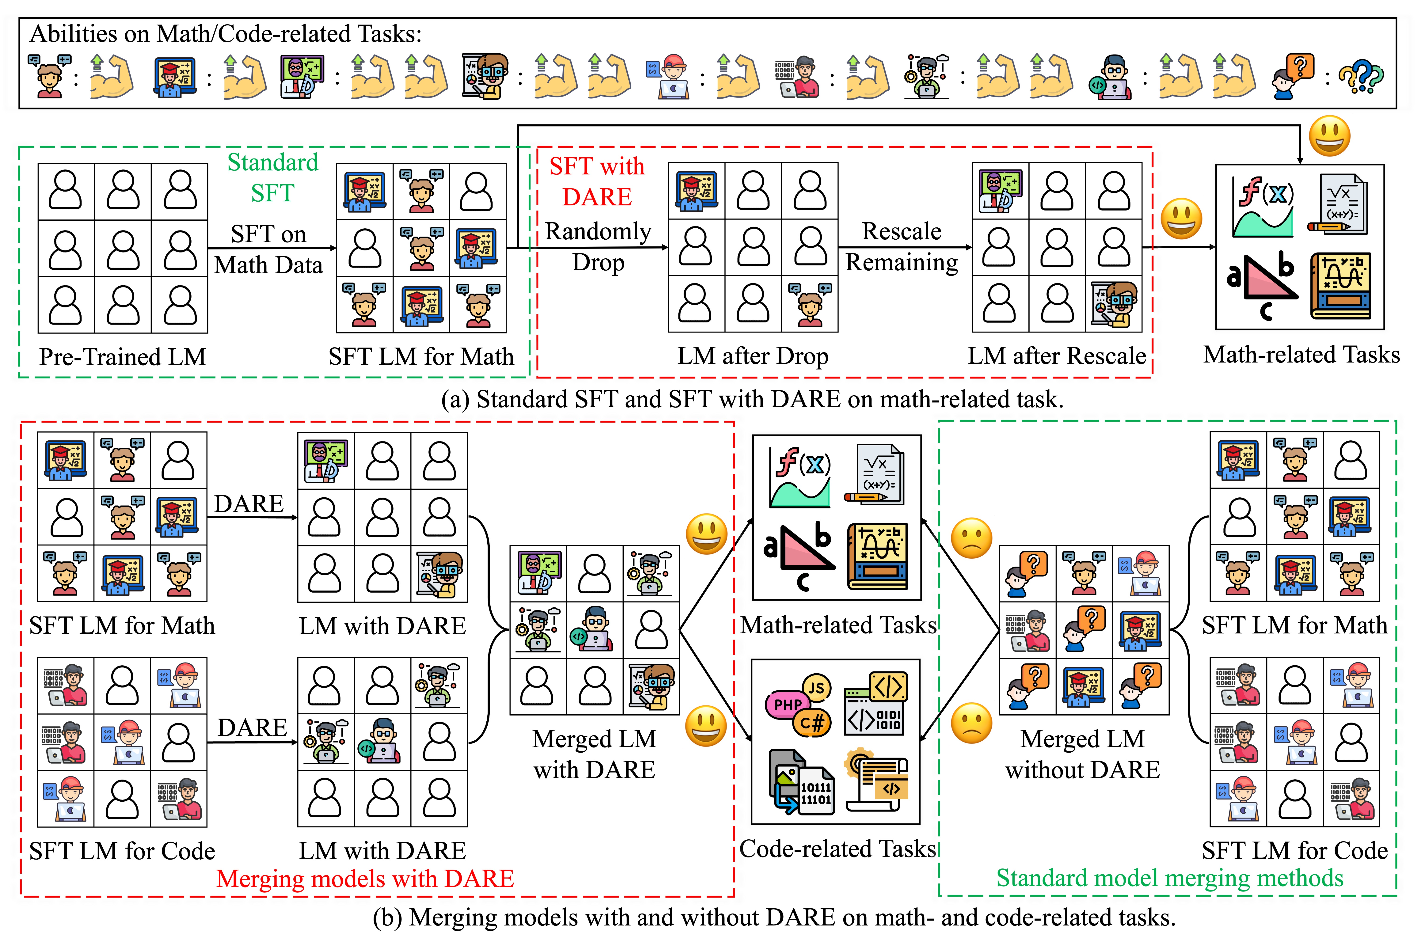 Abilities on Math/Code-related Tasks:
Standard
SFT
SFT on
Math Data
Pre-Trained LM
SFT LM for Math
SFT with
DARE
Randomly
Drop
LM after Drop
Rescale
Remaining
LM after Rescale
f(x)
√x
(x+y)=
a b
c
Math-related Tasks
(a) Standard SFT and SFT with DARE on math-related task.
SFT LM for Math
DARE
LM with DARE
SFT LM for Code
DARE
LM with DARE
Merged LM
with DARE
Merging models with DARE
f(x)
√x
(x+y)=
a b
c
Math-related Tasks
JS
PHP
C#
</>
</>
10111
11101
</>
Code-related Tasks
Merged LM
without DARE
SFT LM for Math
SFT LM for Code
Standard model merging methods
(b) Merging models with and without DARE on math- and code-related tasks.